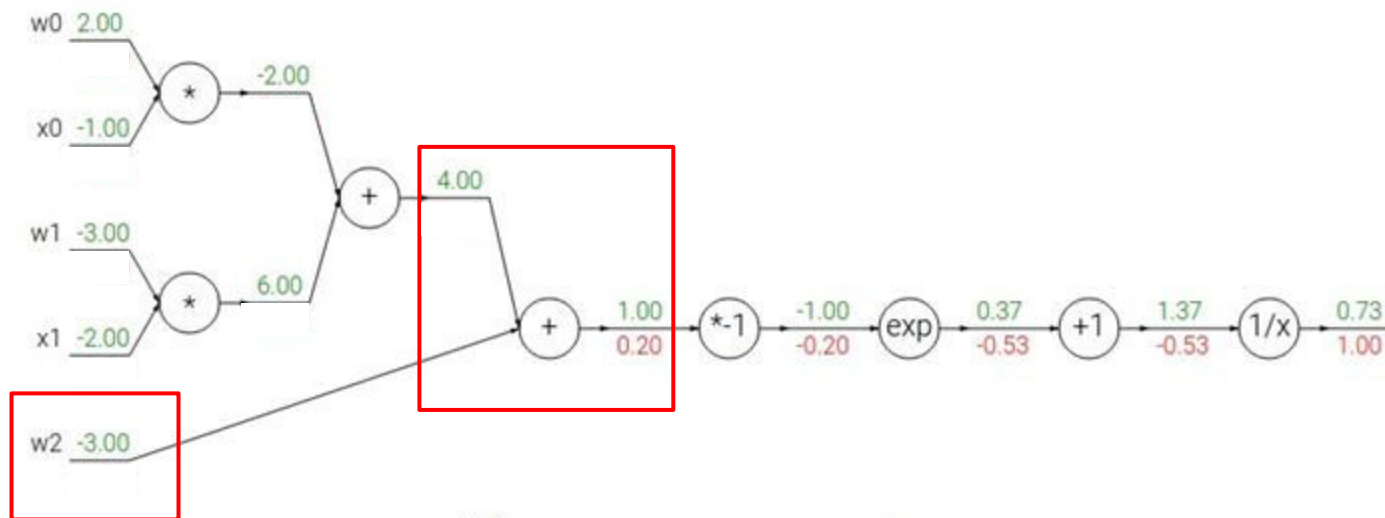 w0 2.00
-2.00
*
x0 -1.00
4.00
+
w1 -3.00
6.00
*
x1 -2.00
1.00 -1.00 0.37 1.37 0.73
+ *-1 exp +1 1/x
0.20 -0.20 -0.53 -0.53 1.00
w2 -3.00